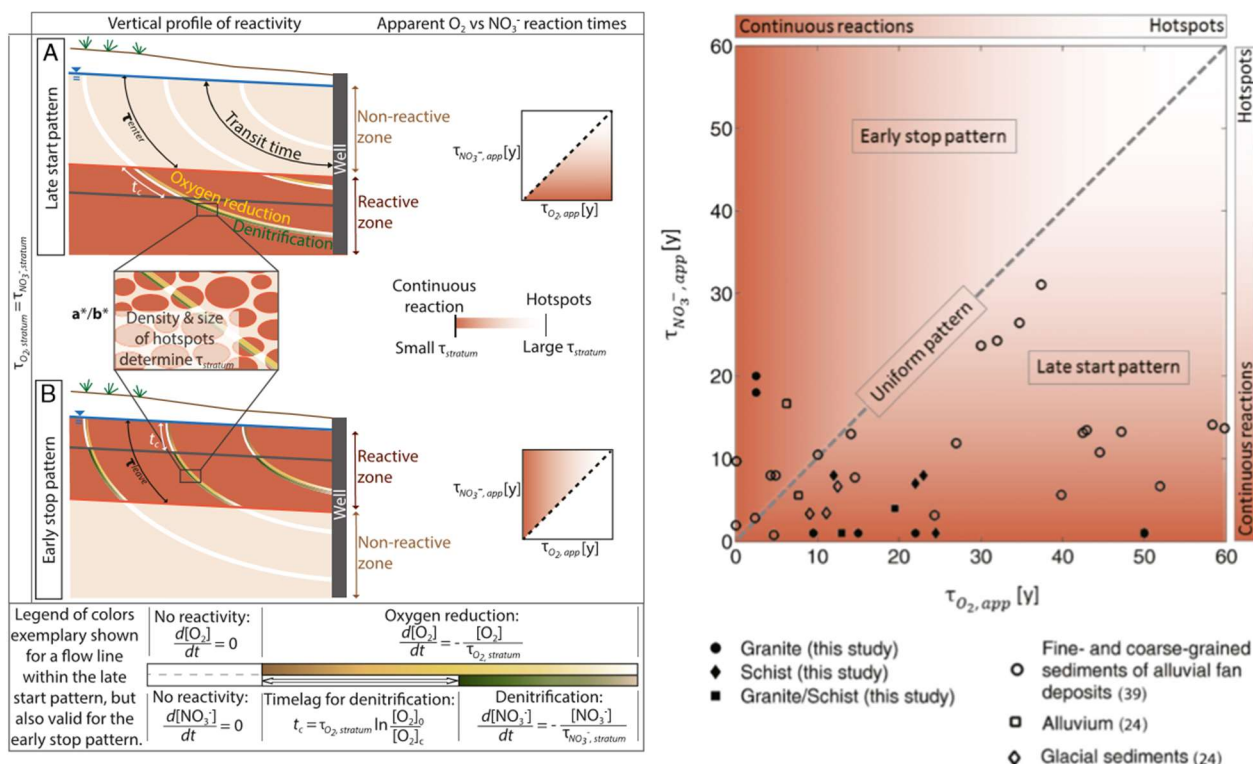 Vertical profile of reactivity
Apparent O₂ vs NO₃⁻ reaction times
A
Late start pattern
τenter
Transit time
Well
Non-reactive
zone
tc
Oxygen reduction
Denitrification
Reactive
zone
τNO₃⁻,app[y]
τO₂,app[y]
τO₂,stratum = τNO₃⁻,stratum
a*/b*
Density & size
of hotspots
determine τstratum
Continuous
reaction
Hotspots
Small τstratum
Large τstratum
B
Early stop pattern
tc
τleave
Well
Reactive
zone
Non-reactive
zone
τNO₃⁻,app[y]
τO₂,app[y]
Legend of colors
exemplary shown
for a flow line
within the late
start pattern, but
also valid for the
early stop pattern.
No reactivity:
d[O₂]/dt = 0
Oxygen reduction:
d[O₂]/dt = - [O₂]/τO₂,stratum
No reactivity:
d[NO₃⁻]/dt = 0
Timelag for denitrification:
tc = τO₂,stratum ln [O₂]₀/[O₂]c
Denitrification:
d[NO₃⁻]/dt = - [NO₃⁻]/τNO₃⁻,stratum
Continuous reactions
Hotspots
60
50
40
30
20
10
0
τNO₃⁻,app [y]
Early stop pattern
Uniform pattern
Late start pattern
Hotspots
Continuous reactions
0
10
20
30
40
50
60
τO₂,app [y]
Granite (this study)
Schist (this study)
Granite/Schist (this study)
Fine- and coarse-grained
sediments of alluvial fan
deposits (39)
Alluvium (24)
Glacial sediments (24)